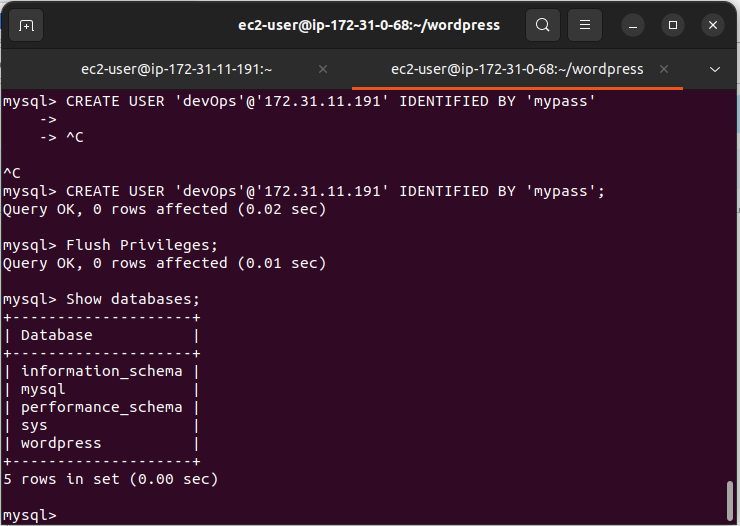 ec2-user@ip-172-31-0-68:~/wordpress
ec2-user@ip-172-31-11-191:~
ec2-user@ip-172-31-0-68:~/wordpress
mysql> CREATE USER 'devOps'@'172.31.11.191' IDENTIFIED BY 'mypass'
    ->
    -> ^C

^C
mysql> CREATE USER 'devOps'@'172.31.11.191' IDENTIFIED BY 'mypass';
Query OK, 0 rows affected (0.02 sec)

mysql> Flush Privileges;
Query OK, 0 rows affected (0.01 sec)

mysql> Show databases;
+--------------------+
| Database           |
+--------------------+
| information_schema |
| mysql              |
| performance_schema |
| sys                |
| wordpress          |
+--------------------+
5 rows in set (0.00 sec)

mysql>